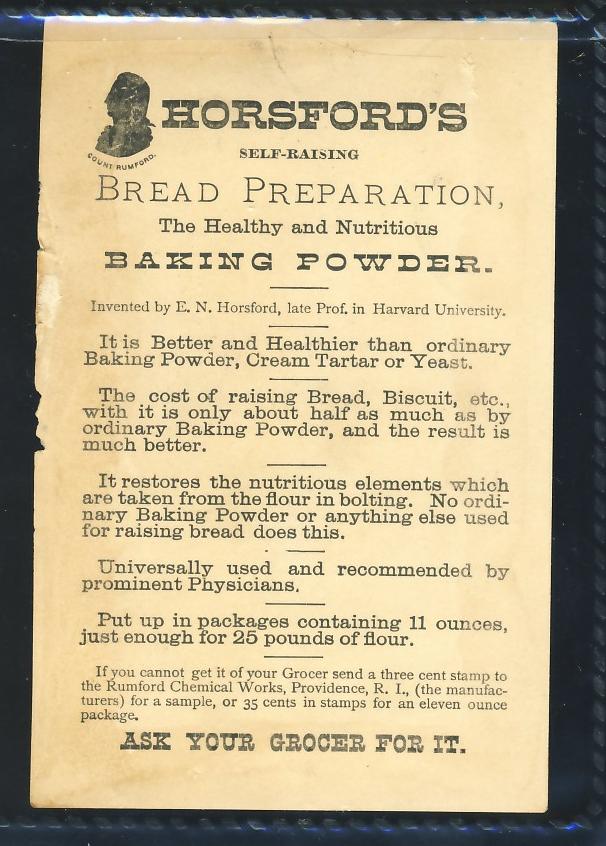 HORSFORD'S
COUNT RUMFORD.
SELF-RAISING
BREAD PREPARATION,
The Healthy and Nutritious
BAKING POWDER.
Invented by E. N. Horsford, late Prof. in Harvard University.
It is Better and Healthier than ordinary
Baking Powder, Cream Tartar or Yeast.
The cost of raising Bread, Biscuit, etc.,
with it is only about half as much as by
ordinary Baking Powder, and the result is
much better.
It restores the nutritious elements which
are taken from the flour in bolting. No ordi-
nary Baking Powder or anything else used
for raising bread does this.
Universally used and recommended by
prominent Physicians.
Put up in packages containing 11 ounces,
just enough for 25 pounds of flour.
If you cannot get it of your Grocer send a three cent stamp to
the Rumford Chemical Works, Providence, R. I., (the manufac-
turers) for a sample, or 35 cents in stamps for an eleven ounce
package.
ASK YOUR GROCER FOR IT.